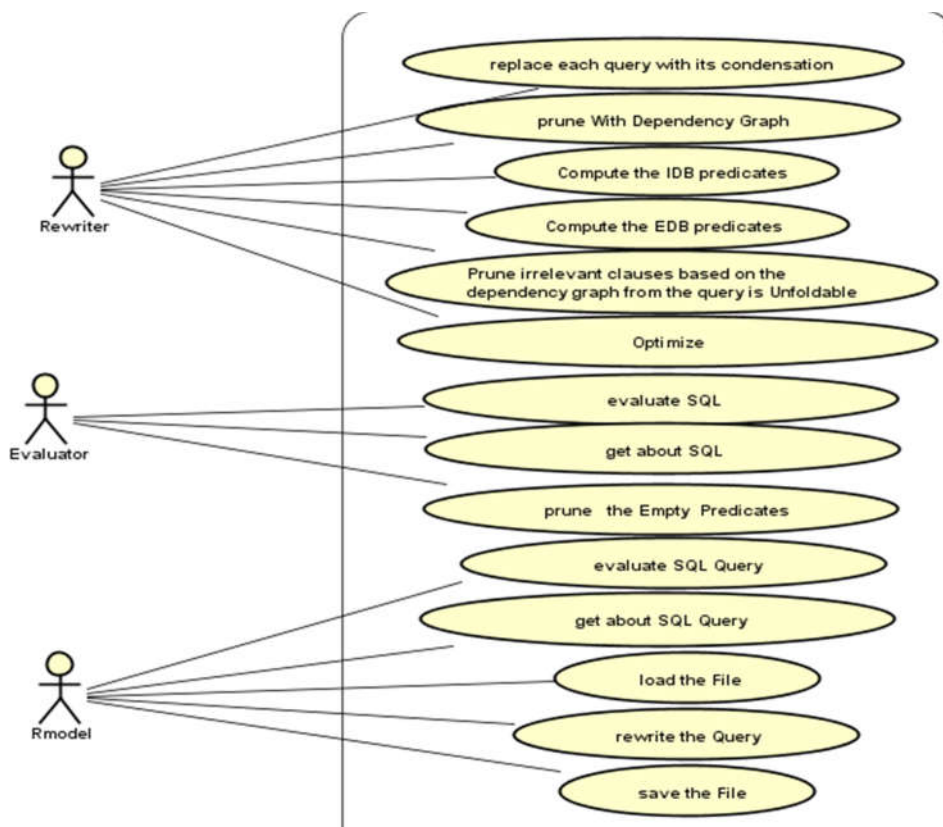 replace each query with its condensation
prune With Dependency Graph
Compute the IDB predicates
Rewriter
Compute the EDB predicates
Prune irrelevant clauses based on the
dependency graph from the query is Unfoldable
Optimize
evaluate SQL
Evaluator
get about SQL
prune the Empty Predicates
evaluate SQL Query
get about SQL Query
load the File
Rmodel
rewrite the Query
save the File